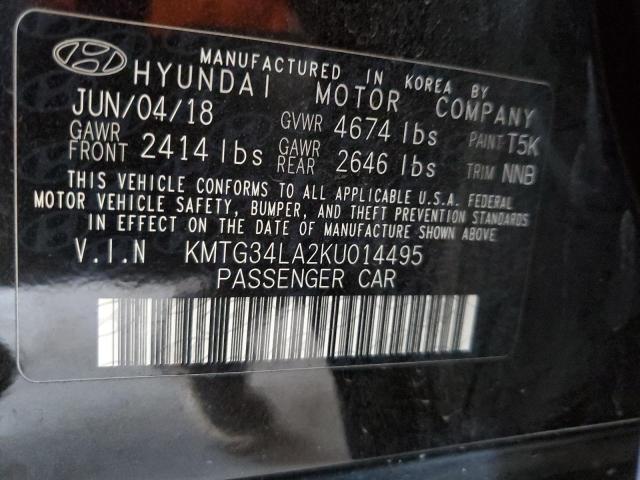 MANUFACTURED IN KOREA BY
HYUNDAI MOTOR COMPANY
JUN/04/18 GVWR 4674 lbs PAINT T5K
GAWR FRONT 2414 lbs GAWR REAR 2646 lbs TRIM NNB
THIS VEHICLE CONFORMS TO ALL APPLICABLE U.S.A. FEDERAL
MOTOR VEHICLE SAFETY, BUMPER, AND THEFT PREVENTION STANDARDS
IN EFFECT ON THE DATE OF MANUFACTURE SHOWN ABOVE
V.I.N KMTG34LA2KU014495
PASSENGER CAR